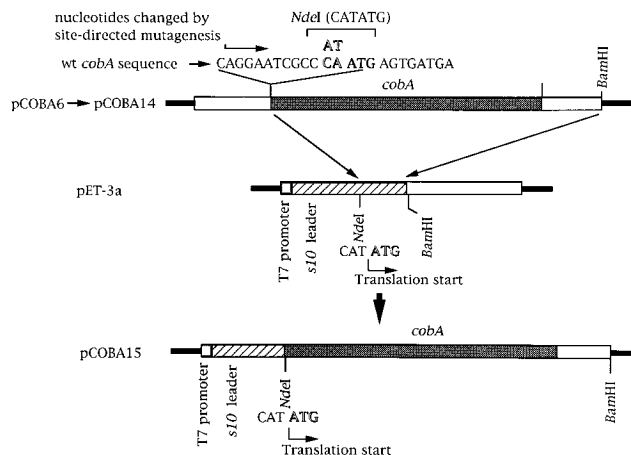 nucleotides changed by
site-directed mutagenesis
NdeI (CATATG)
AT
wt cobA sequence
CAGGAATCGCC CA ATG AGTGATGA
BamHI
cobA
pCOBA6 → pCOBA14
pET-3a
T7 promoter
s10 leader
NdeI
BamHI
CAT ATG
Translation start
cobA
pCOBA15
T7 promoter
s10 leader
NdeI
BamHI
CAT ATG
Translation start